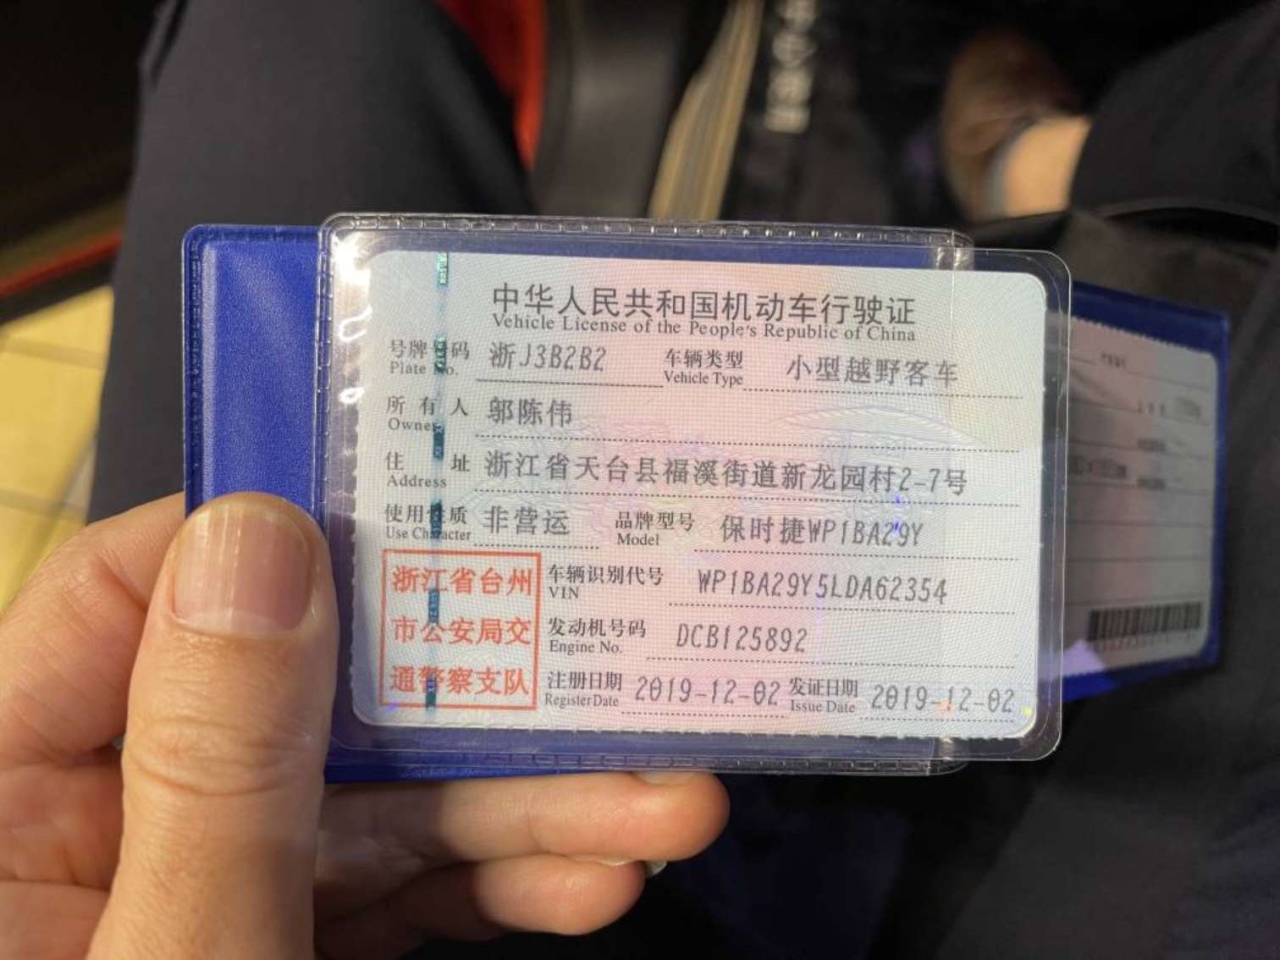 中华人民共和国机动车行驶证
Vehicle License of the People's Republic of China
号牌号码 浙J3B2B2 车辆类型 小型越野客车
Plate No. Vehicle Type
所有人 邬陈伟
Owner
住址 浙江省天台县福溪街道新龙园村2-7号
Address
使用性质 非营运 品牌型号 保时捷WP1BA29Y
Use Character Model
浙江省台州
市公安局交
通警察支队
车辆识别代号 WP1BA29Y5LDA62354
VIN
发动机号码 DCB125892
Engine No.
注册日期 2019-12-02 发证日期 2019-12-02
Register Date Issue Date